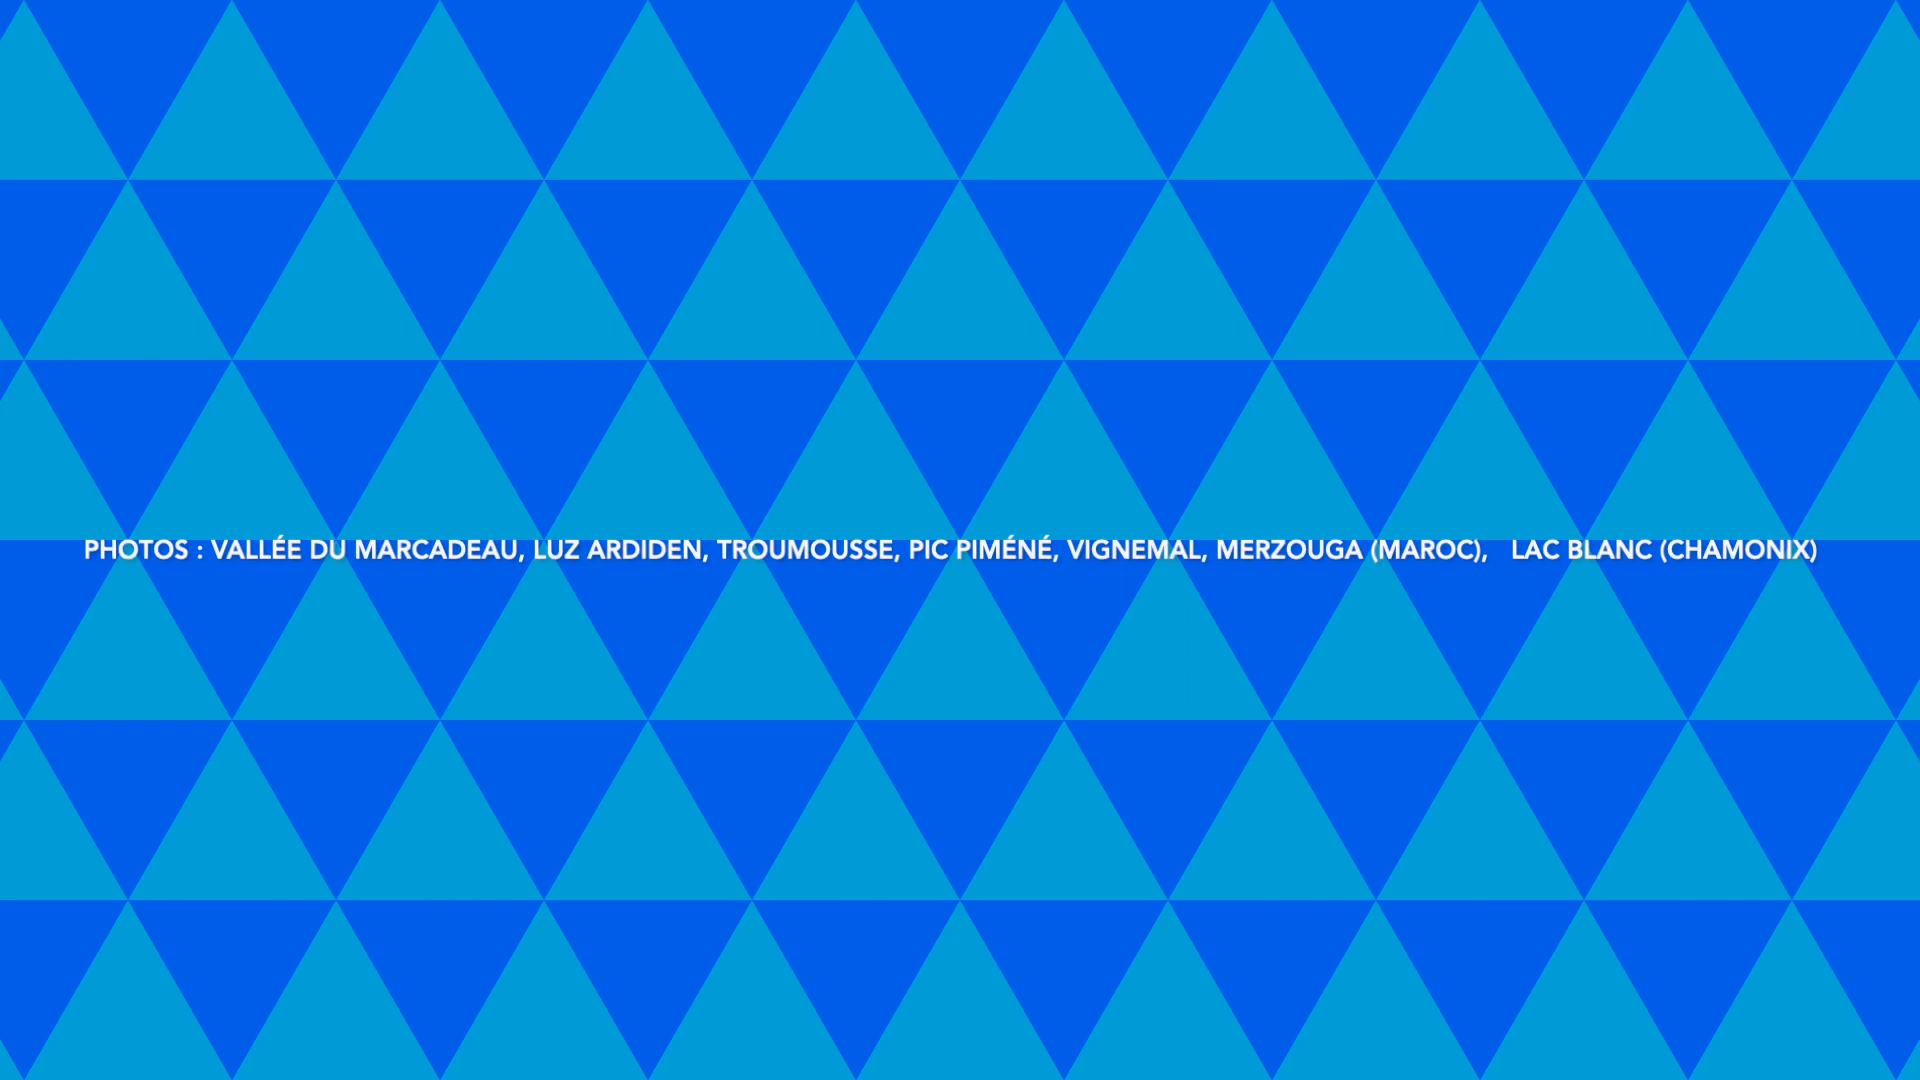 PHOTOS : VALLÉE DU MARCADEAU, LUZ ARDIDEN, TROUMOUSSE, PIC PIMÉNÉ, VIGNEMAL, MERZOUGA (MAROC),   LAC BLANC (CHAMONIX)